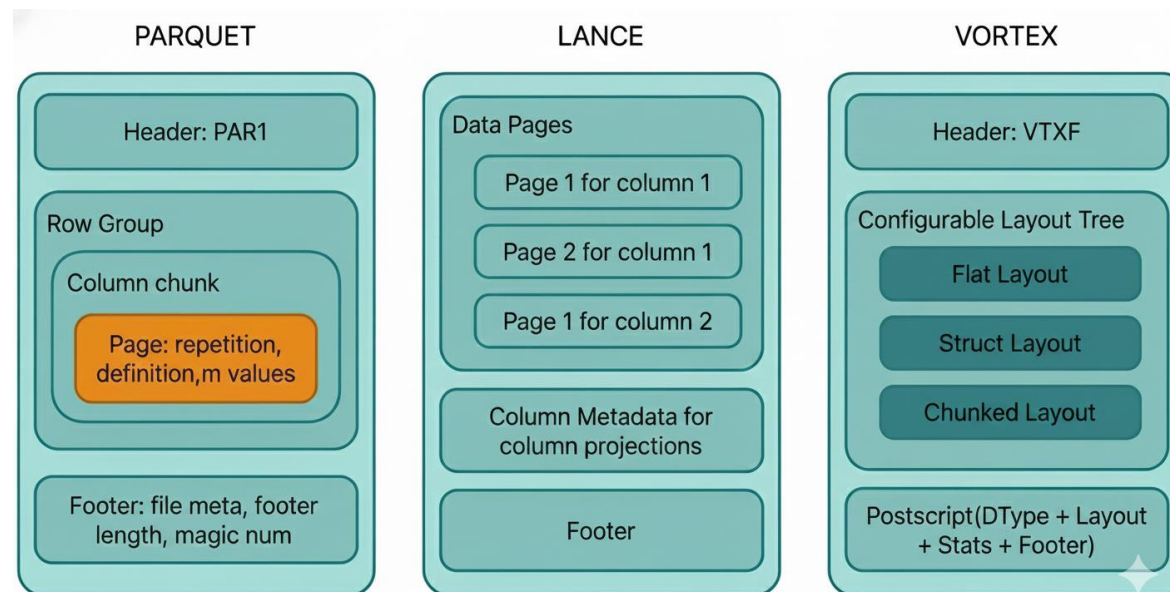 PARQUET
Header: PAR1
Row Group
Column chunk
Page: repetition,
definition,m values
Footer: file meta, footer
length, magic num
LANCE
Data Pages
Page 1 for column 1
Page 2 for column 1
Page 1 for column 2
Column Metadata for
column projections
Footer
VORTEX
Header: VTXF
Configurable Layout Tree
Flat Layout
Struct Layout
Chunked Layout
Postscript(DType + Layout
+ Stats + Footer)